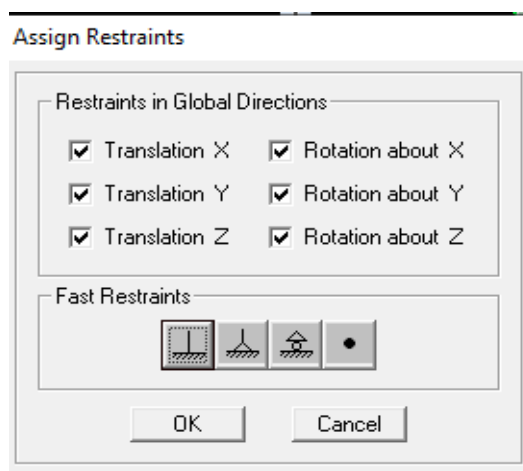 Assign Restraints
Restraints in Global Directions
Translation X
Rotation about X
Translation Y
Rotation about Y
Translation Z
Rotation about Z
Fast Restraints
OK
Cancel